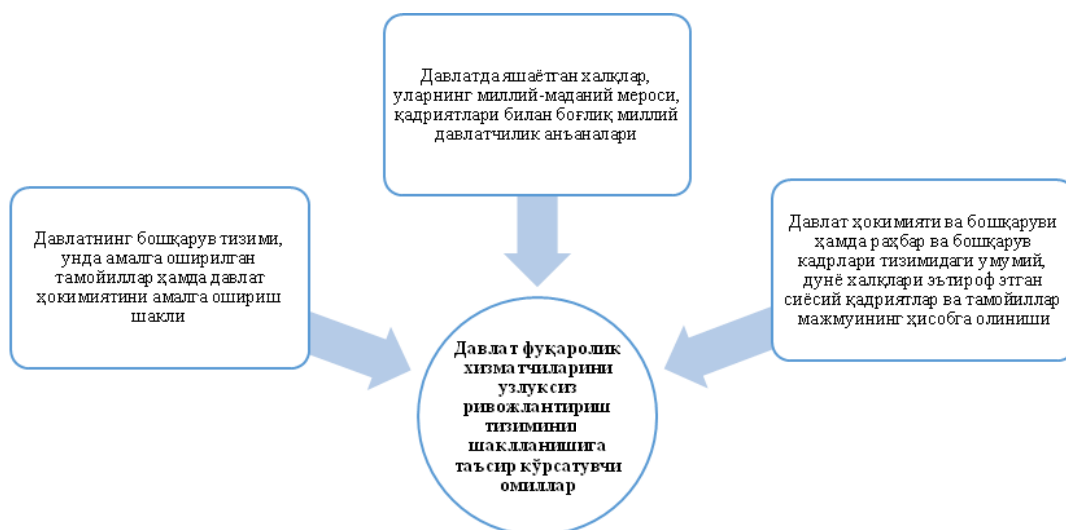 Давлатда яшаётган халқлар,
уларнинг миллий-маданий мероси,
қадриятлари билан боғлиқ миллий
давлатчилик анъаналари
Давлатнинг бошқарув тизими,
унда амалга оширилган
тамойиллар ҳамда давлат
ҳокимиятини амалга ошириш
шакли
Давлат ҳокимияти ва бошқаруви
ҳамда раҳбар ва бошқарув
кадрлари тизимидаги умумий,
дунё халқлари эътироф этган
сиёсий қадриятлар ва тамойиллар
мажмуининг ҳисобга олиниши
Давлат фуқаролик
хизматчиларини
узлуксиз
ривожлантириш
тизимининг
шаклланишига
таъсир кўрсатувчи
омиллар